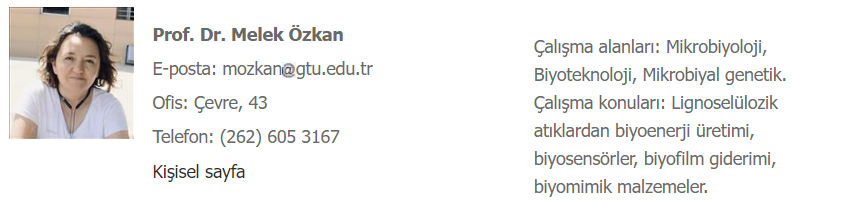 Prof. Dr. Melek Özkan
E-posta: mozkan@gtu.edu.tr
Ofis: Çevre, 43
Telefon: (262) 605 3167
Kişisel sayfa
Çalışma alanları: Mikrobiyoloji,
Biyoteknoloji, Mikrobiyal genetik.
Çalışma konuları: Lignoselülozik
atıklardan biyoenerji üretimi,
biyosensörler, biyofilm giderimi,
biyomimik malzemeler.